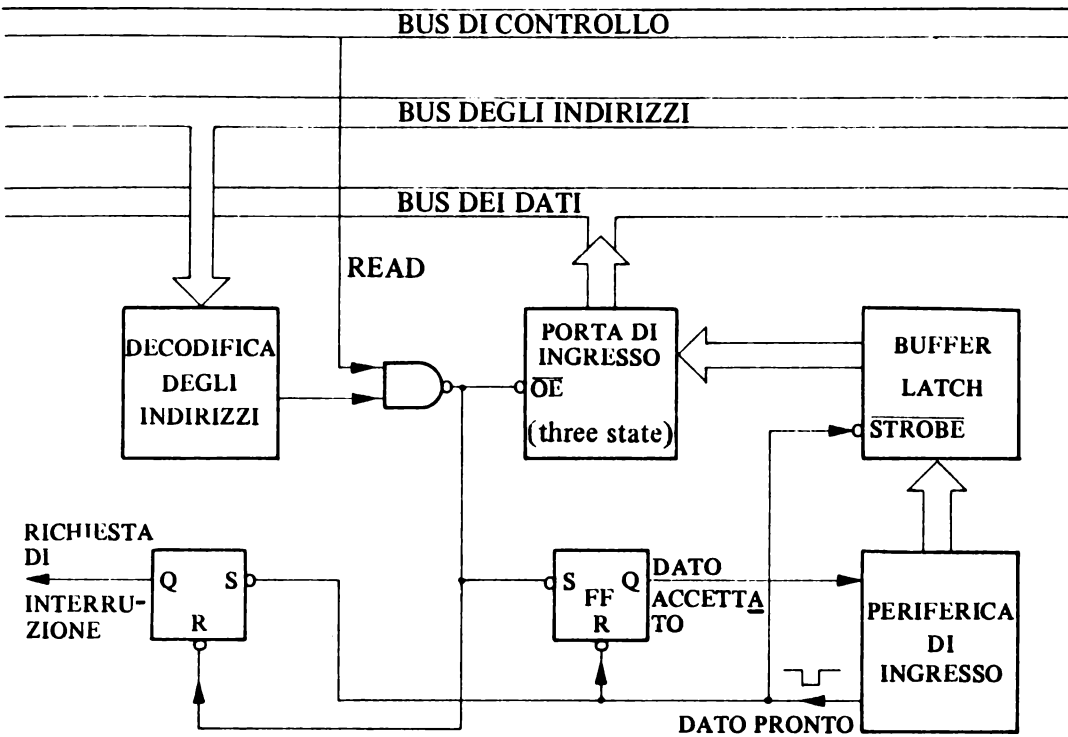 BUS DI CONTROLLO
BUS DEGLI INDIRIZZI
BUS DEI DATI
READ
DECODIFICA
DEGLI
INDIRIZZI
PORTA DI
INGRESSO
OE
(three state)
BUFFER
LATCH
STROBE
RICHIESTA
DI
INTERRU-
ZIONE
Q S
R
S Q
FF
R
DATO
ACCETTA
TO
PERIFERICA
DI
INGRESSO
DATO PRONTO